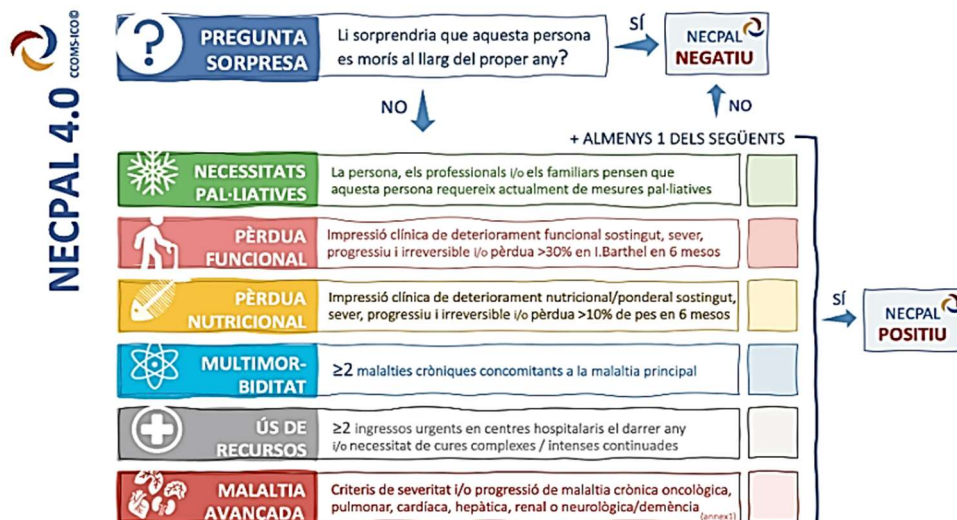 CCOMS-ICO©
NECPAL 4.0
?
PREGUNTA
SORPRESA
Li sorprendria que aquesta persona
es morís al llarg del proper any?
SÍ
NECPAL
NEGATIU
NO
NO
+ ALMENYS 1 DELS SEGÜENTS
NECESSITATS
PAL·LIATIVES
La persona, els professionals i/o els familiars pensen que
aquesta persona requereix actualment de mesures pal·liatives
PÈRDUA
FUNCIONAL
Impressió clínica de deteriorament funcional sostingut, sever,
progressiu i irreversible i/o pèrdua >30% en I.Barthel en 6 mesos
PÈRDUA
NUTRICIONAL
Impressió clínica de deteriorament nutricional/ponderal sostingut,
sever, progressiu i irreversible i/o pèrdua >10% de pes en 6 mesos
SÍ
NECPAL
POSITIU
MULTIMOR-
BIDITAT
≥2 malalties cròniques concomitants a la malaltia principal
ÚS DE
RECURSOS
≥2 ingressos urgents en centres hospitalaris el darrer any
i/o necessitat de cures complexes / intenses continuades
MALALTIA
AVANÇADA
Criteris de severitat i/o progressió de malaltia crònica oncològica,
pulmonar, cardíaca, hepàtica, renal o neurològica/demència
(annex1)